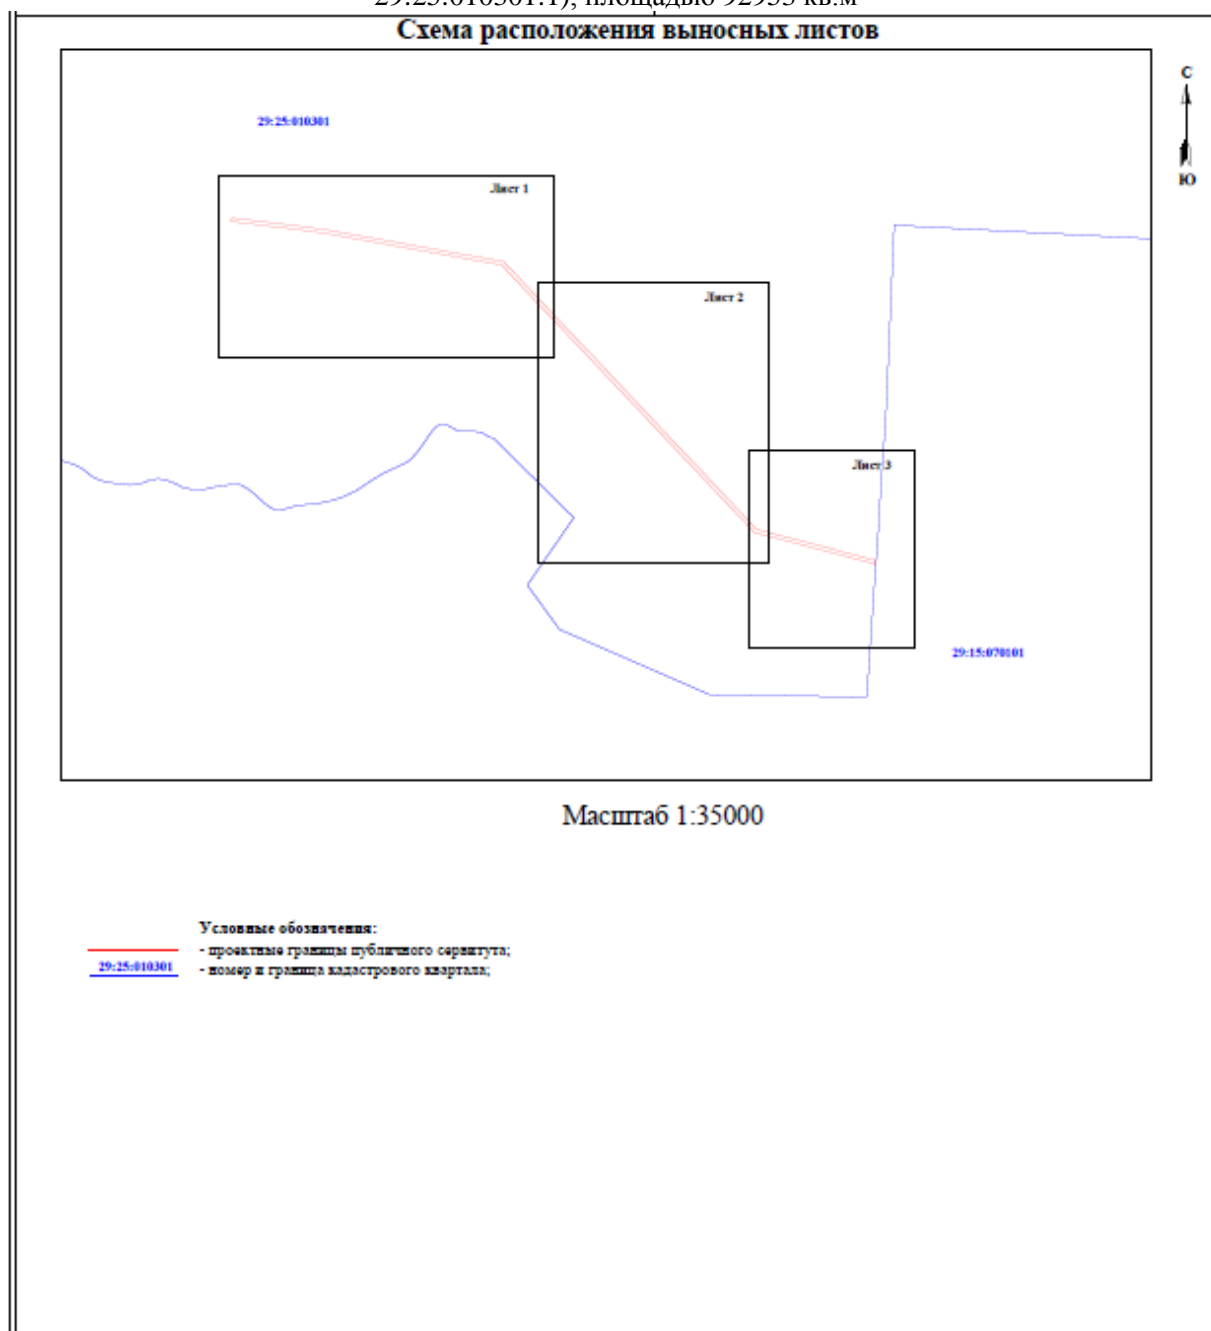 29:25:010301:1), площадью 92933 кв.м
Схема расположения выносных листов
С
29:25:010301
Лист 1
Ю
Лист 2
Лист 3
29:15:070101
Масштаб 1:35000
Условные обозначения:
- проектные границы публичного сервитута;
29:25:010301 - номер и граница кадастрового квартала;